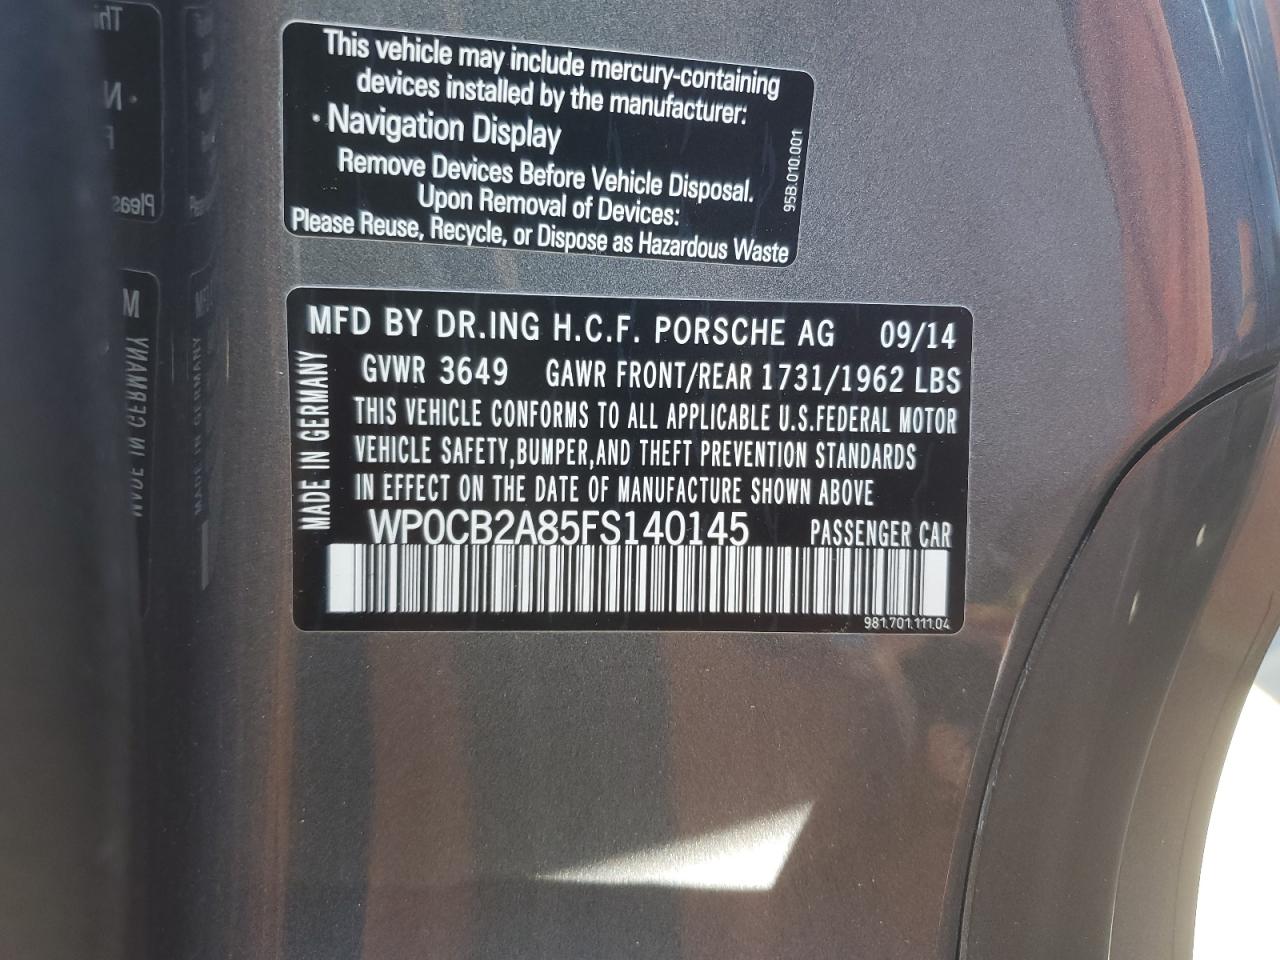 This vehicle may include mercury-containing
devices installed by the manufacturer:
· Navigation Display
Remove Devices Before Vehicle Disposal.
Upon Removal of Devices:
Please Reuse, Recycle, or Dispose as Hazardous Waste
95B.010.001
MFD BY DR.ING H.C.F. PORSCHE AG 09/14
GVWR 3649 GAWR FRONT/REAR 1731/1962 LBS
THIS VEHICLE CONFORMS TO ALL APPLICABLE U.S.FEDERAL MOTOR
VEHICLE SAFETY,BUMPER,AND THEFT PREVENTION STANDARDS
IN EFFECT ON THE DATE OF MANUFACTURE SHOWN ABOVE
MADE IN GERMANY
WP0CB2A85FS140145 PASSENGER CAR
981.701.111.04